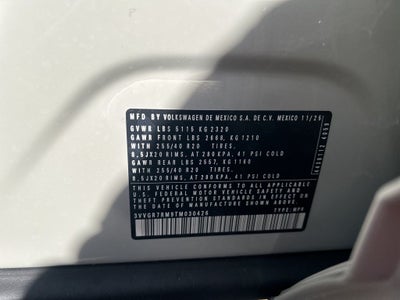 MFD BY VOLKSWAGEN DE MEXICO S.A. DE C.V. MEXICO 11/25
GVWR LBS 5115 KG 2320
GAWR FRONT LBS 2668, KG 1210
WITH 255/40 R20 TIRES,
8,5JX20 RIMS, AT 280KPA, 41 PSI COLD
GAWR REAR LBS 2557, KG 1160
WITH 255/40 R20 TIRES,
8,5JX20 RIMS, AT 280KPA, 41 PSI COLD
THIS VEHICLE CONFORMS TO ALL APPLICABLE
U.S. FEDERAL MOTOR VEHICLE SAFETY AND
THEFT PREVENTION STANDARDS IN EFFECT ON
THE DATE OF MANUFACTURE SHOWN ABOVE.
3VVGR7RM8TM030426 TYPE: MPV